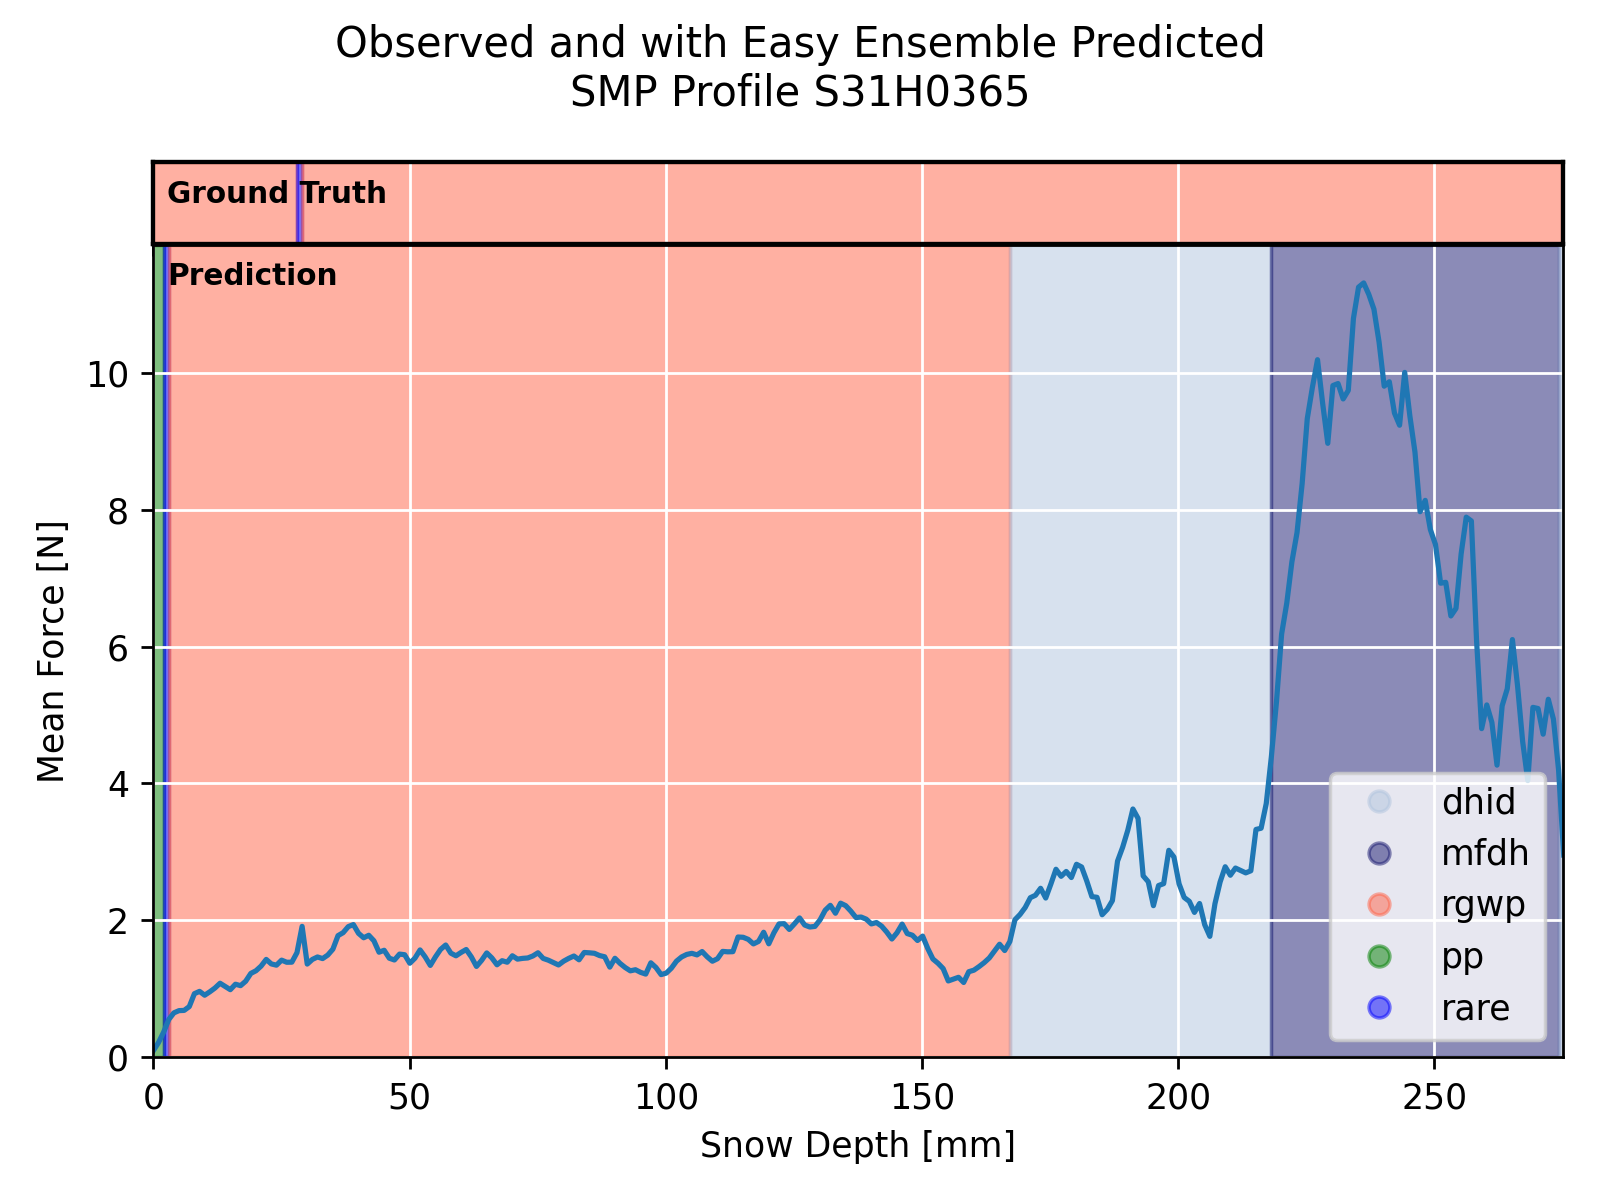 Observed and with Easy Ensemble Predicted
SMP Profile S31H0365
Ground Truth
Prediction
10
8
6
4
2
0
Mean Force [N]
0 50 100 150 200 250
Snow Depth [mm]
dhid
mfdh
rgwp
pp
rare